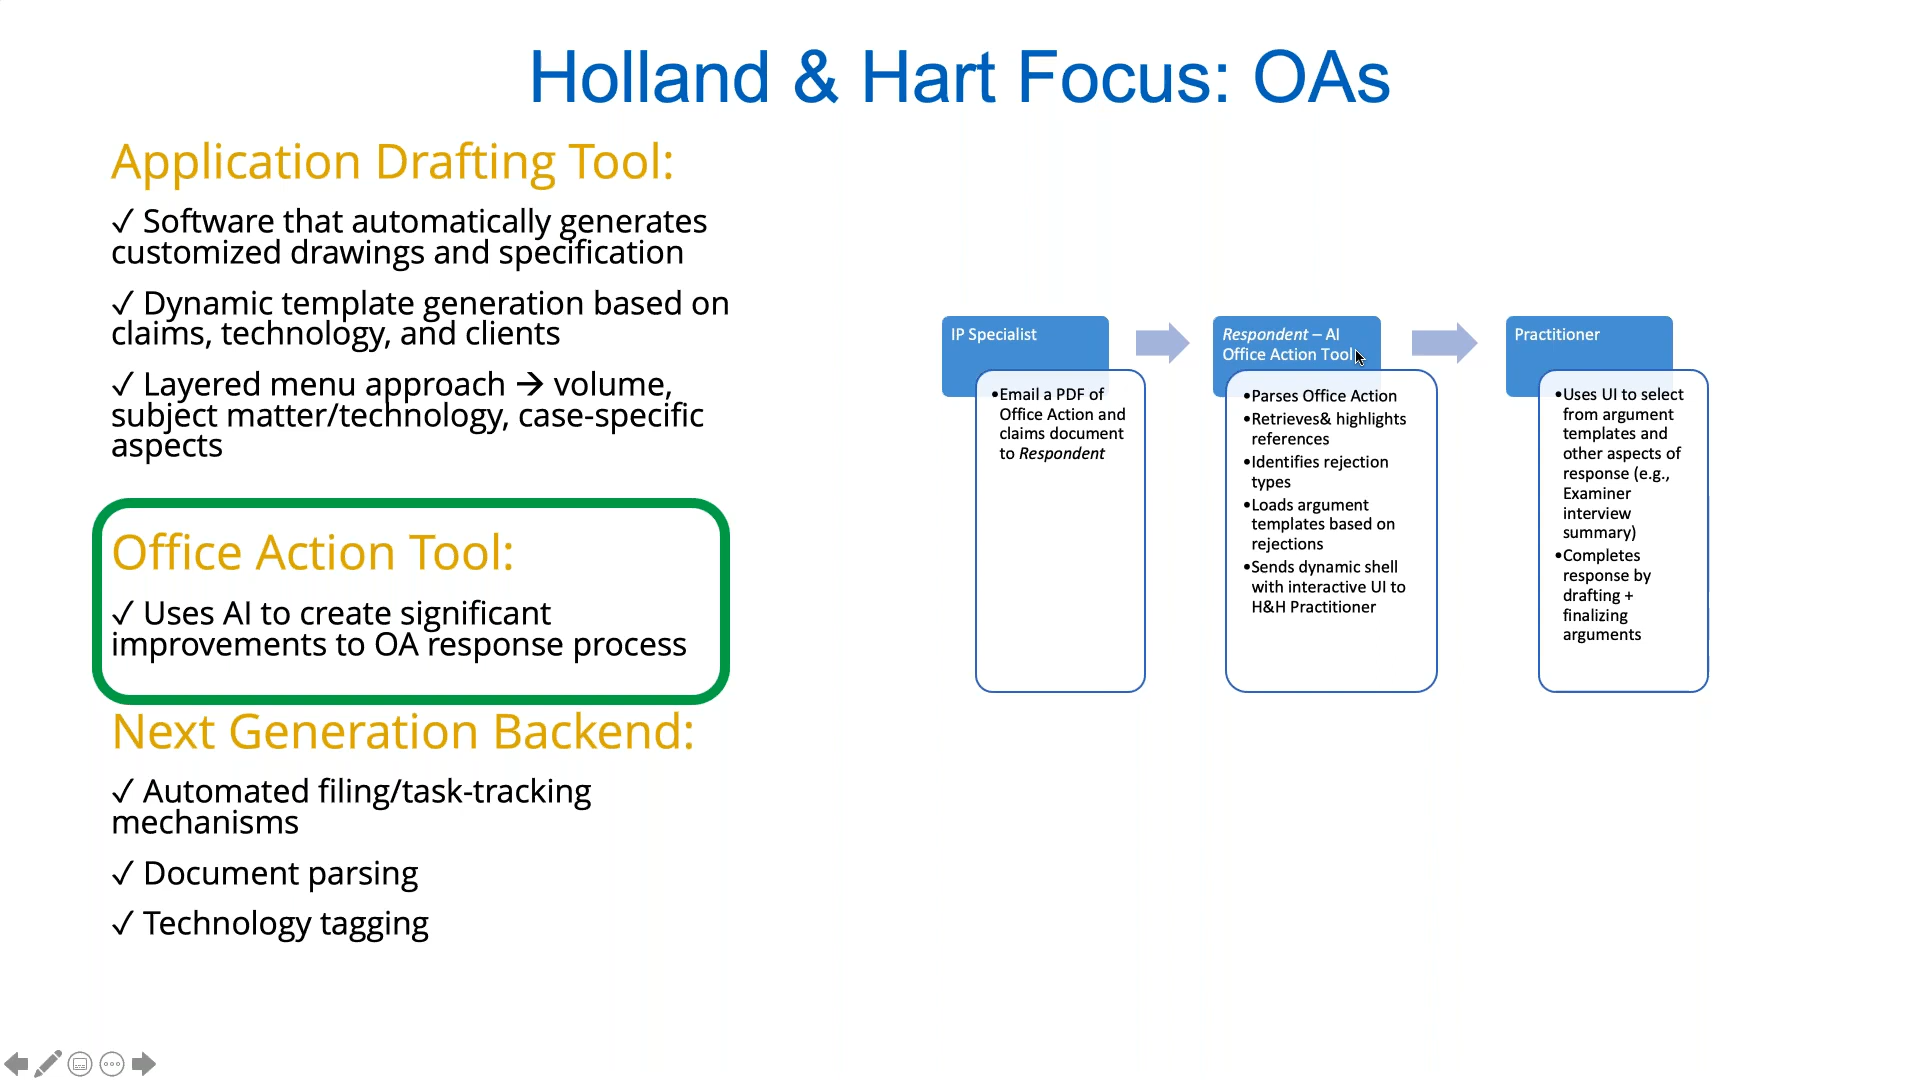 Holland & Hart Focus: OAs
Application Drafting Tool:
✓ Software that automatically generates
customized drawings and specification
✓ Dynamic template generation based on
claims, technology, and clients
✓ Layered menu approach → volume,
subject matter/technology, case-specific
aspects
Office Action Tool:
✓ Uses AI to create significant
improvements to OA response process
Next Generation Backend:
✓ Automated filing/task-tracking
mechanisms
✓ Document parsing
✓ Technology tagging
IP Specialist
•Email a PDF of
Office Action and
claims document
to Respondent
Respondent – AI
Office Action Tool
•Parses Office Action
•Retrieves& highlights
references
•Identifies rejection
types
•Loads argument
templates based on
rejections
•Sends dynamic shell
with interactive UI to
H&H Practitioner
Practitioner
•Uses UI to select
from argument
templates and
other aspects of
response (e.g.,
Examiner
interview
summary)
•Completes
response by
drafting +
finalizing
arguments